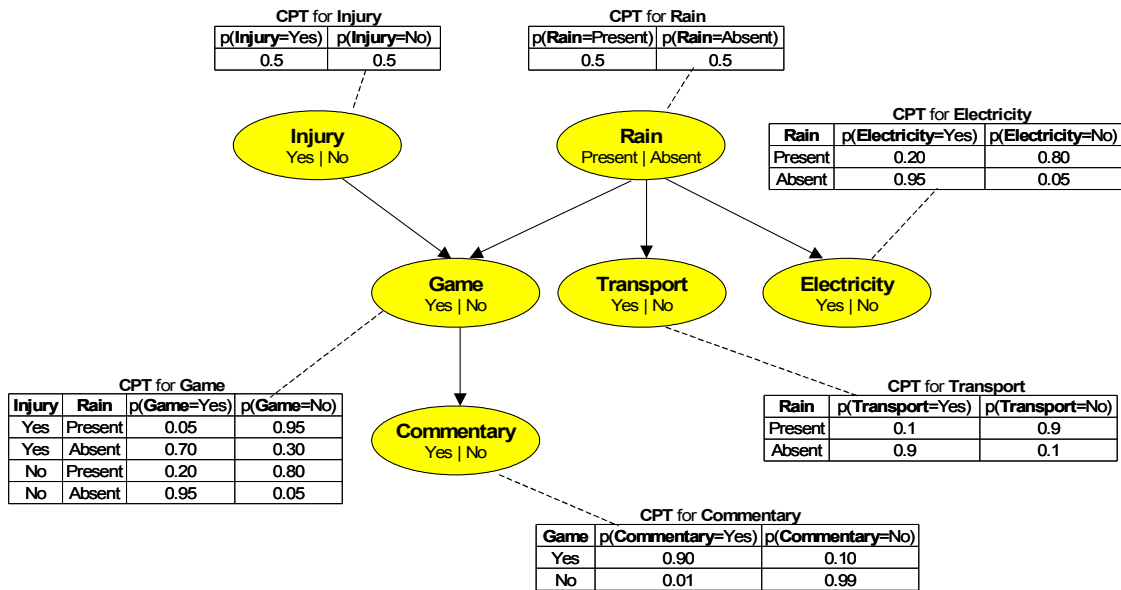 CPT for Injury
p(Injury=Yes) p(Injury=No)
0.5 0.5
CPT for Rain
p(Rain=Present) p(Rain=Absent)
0.5 0.5
Injury
Yes | No
Rain
Present | Absent
CPT for Electricity
Rain p(Electricity=Yes) p(Electricity=No)
Present 0.20 0.80
Absent 0.95 0.05
Game
Yes | No
Transport
Yes | No
Electricity
Yes | No
CPT for Game
Injury Rain p(Game=Yes) p(Game=No)
Yes Present 0.05 0.95
Yes Absent 0.70 0.30
No Present 0.20 0.80
No Absent 0.95 0.05
Commentary
Yes | No
CPT for Transport
Rain p(Transport=Yes) p(Transport=No)
Present 0.1 0.9
Absent 0.9 0.1
CPT for Commentary
Game p(Commentary=Yes) p(Commentary=No)
Yes 0.90 0.10
No 0.01 0.99